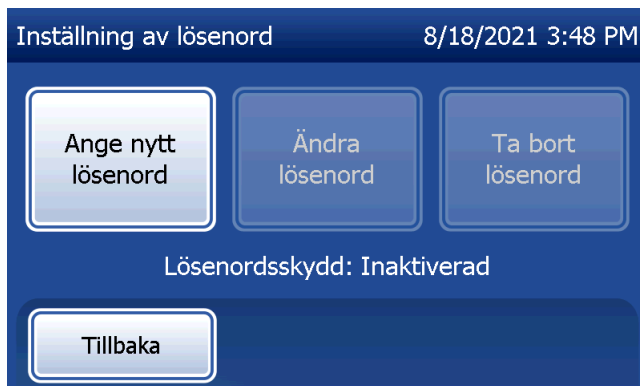 Inställning av lösenord 8/18/2021 3:48 PM
Ange nytt
lösenord
Ändra
lösenord
Ta bort
lösenord
Lösenordsskydd: Inaktiverad
Tillbaka